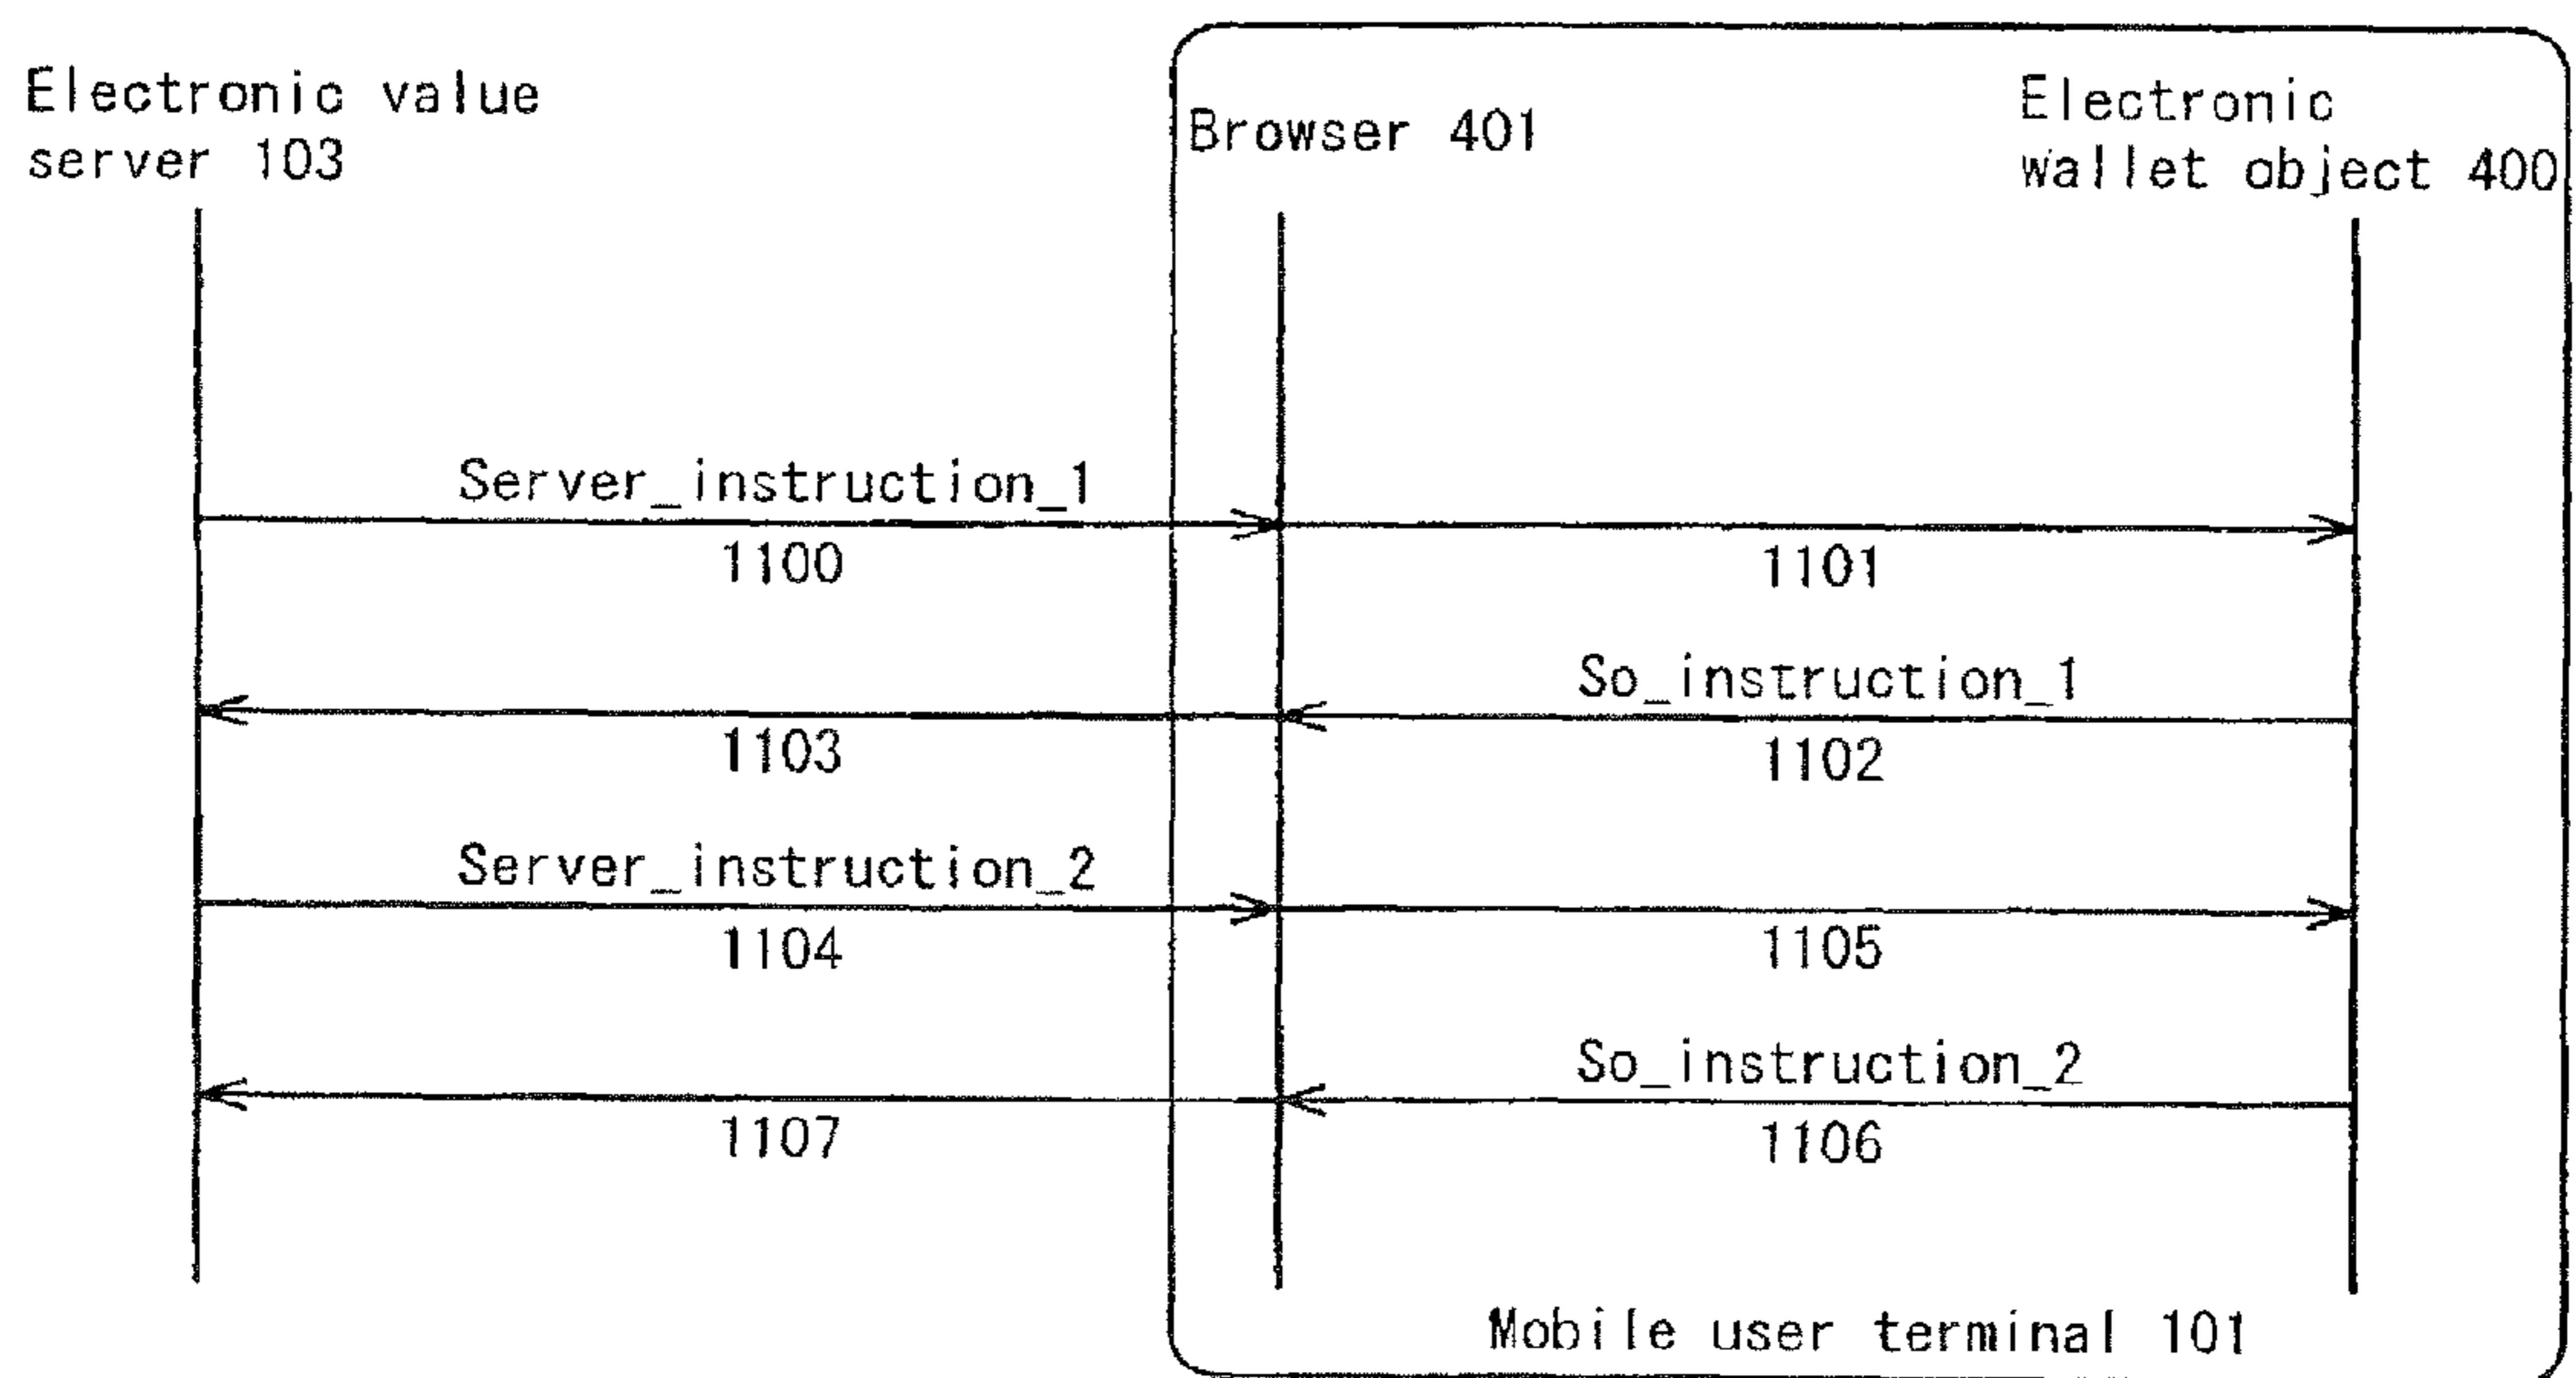 Electronic value
server 103
Browser 401
Electronic
wallet object 400
Server_instruction_1
1100
1101
So_instruction_1
1103
1102
Server_instruction_2
1104
1105
So_instruction_2
1107
1106
Mobile user terminal 101